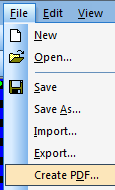 File Edit View
New
Open...
Save
Save As...
Import...
Export...
Create PDF...